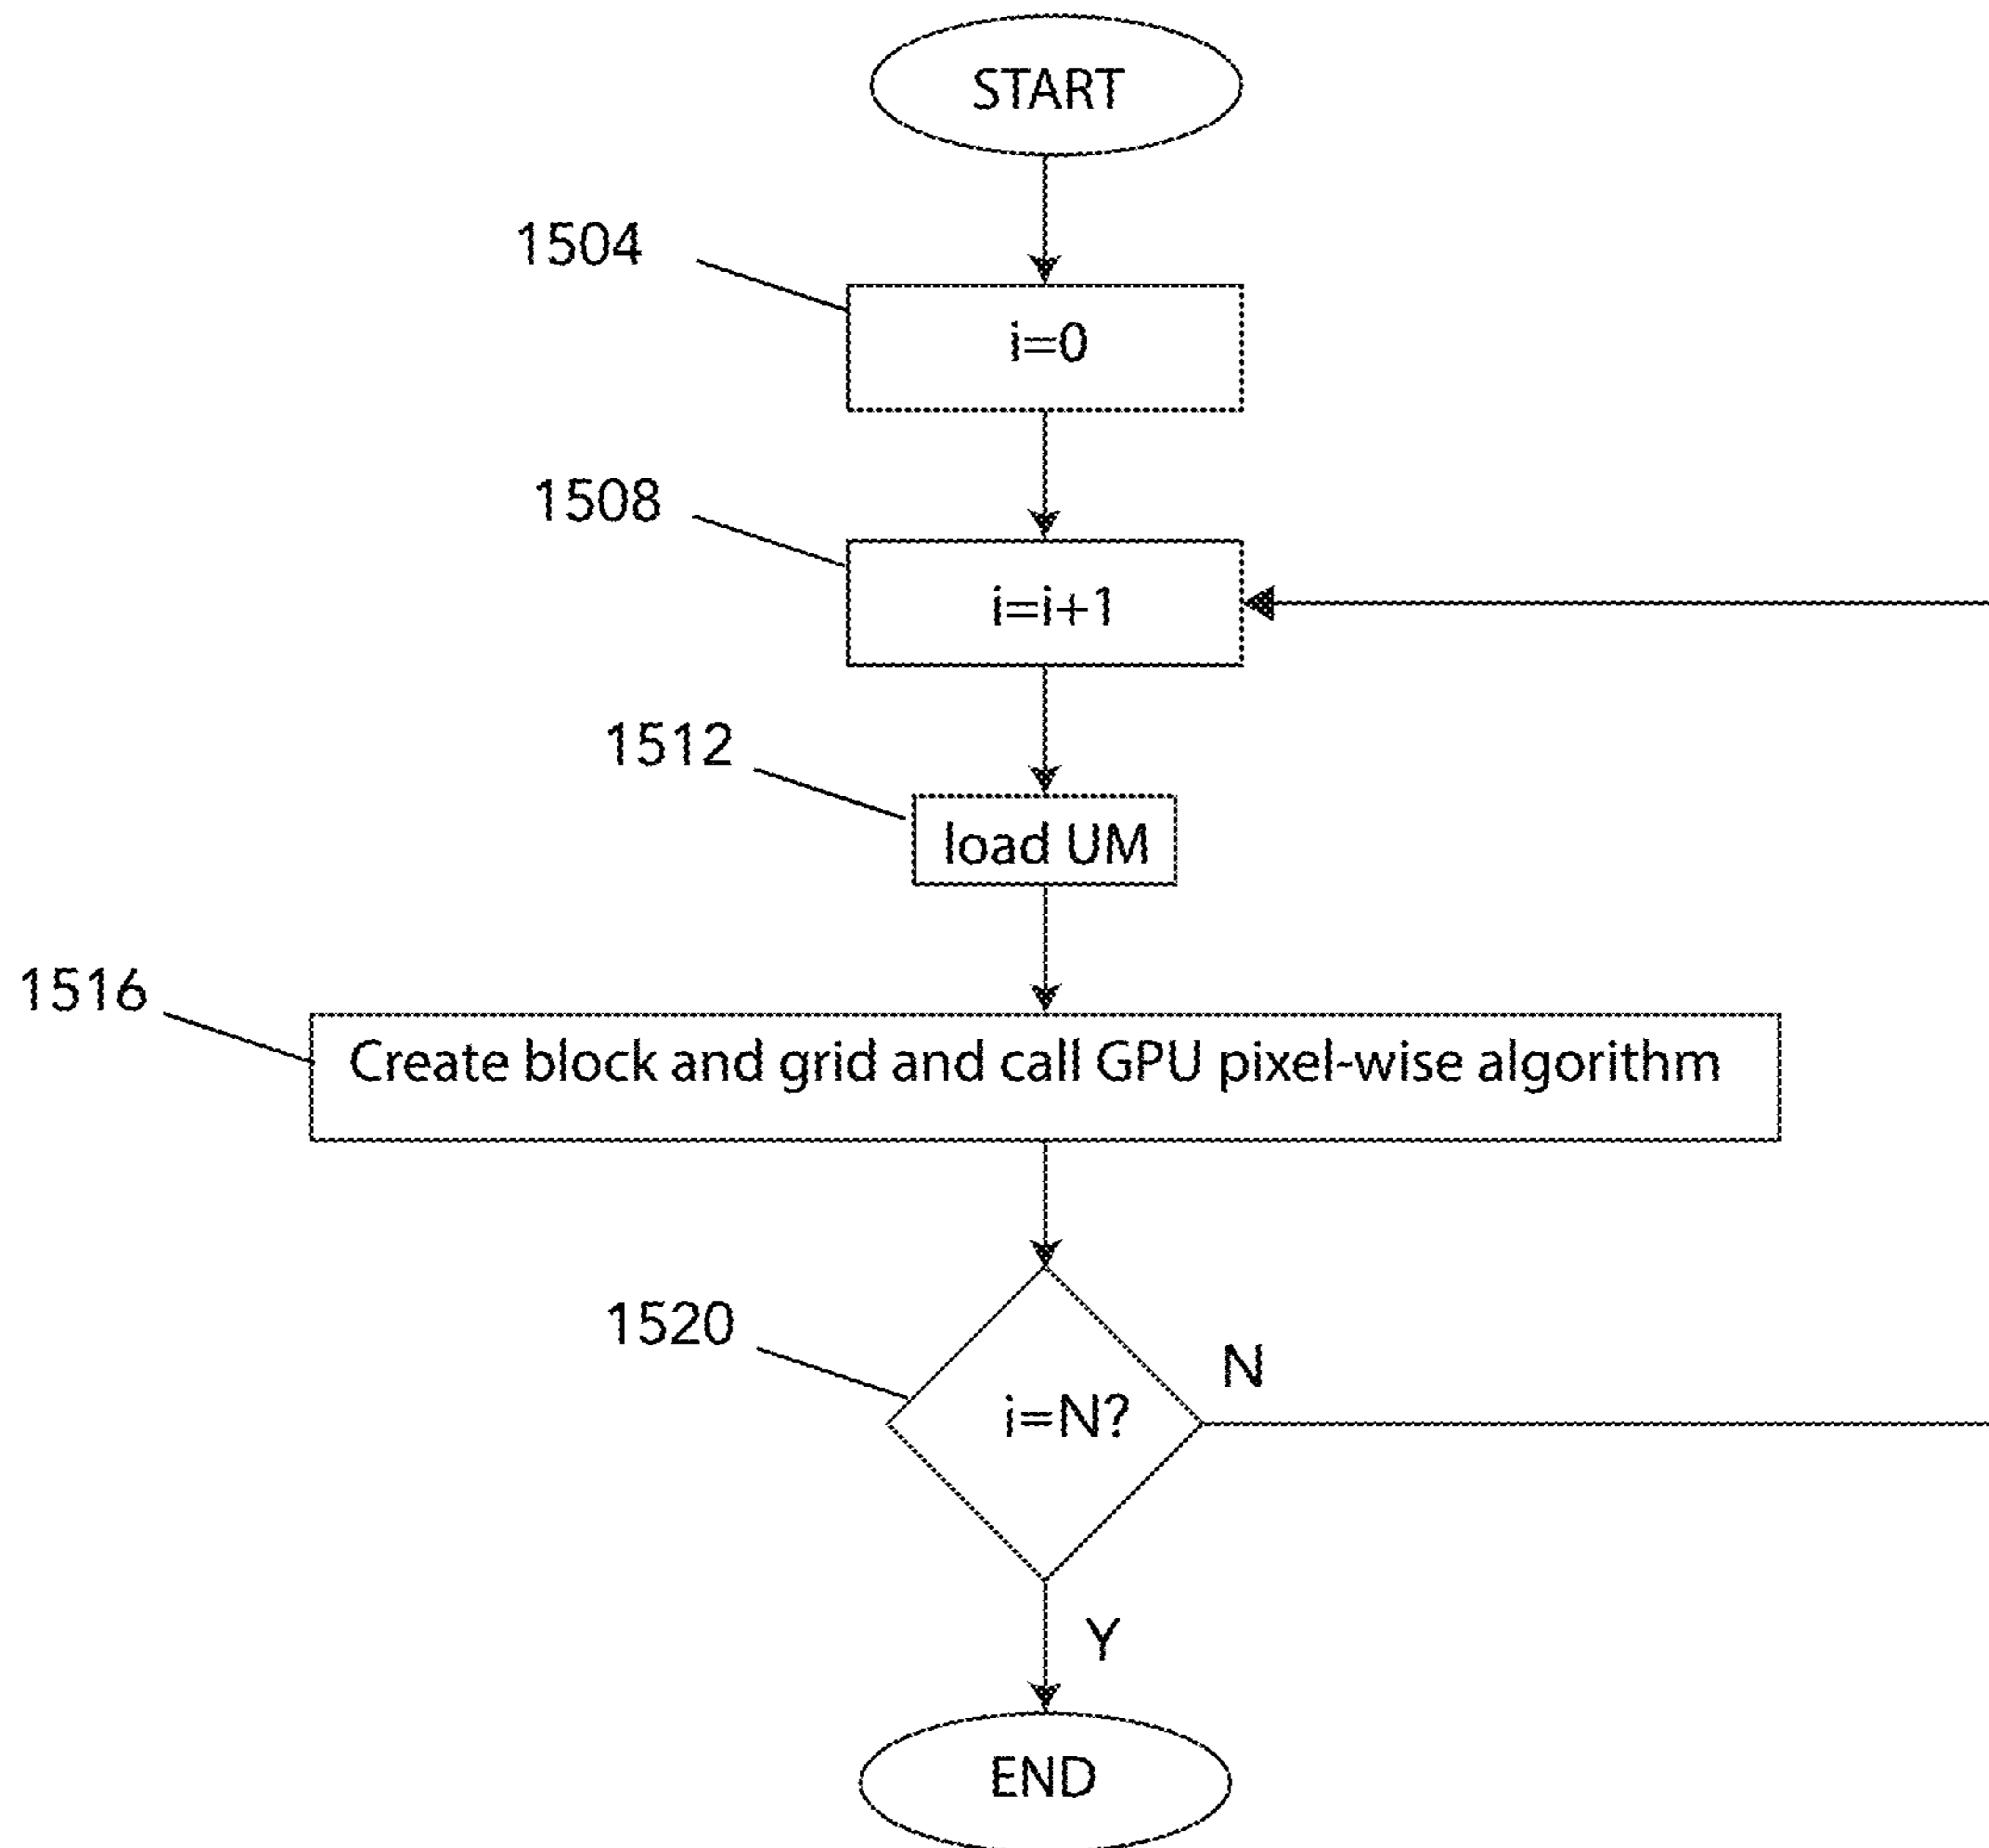 START
1504
i=0
1508
i=i+1
1512
load UM
1516
Create block and grid and call GPU pixel-wise algorithm
1520
i=N?
N
Y
END